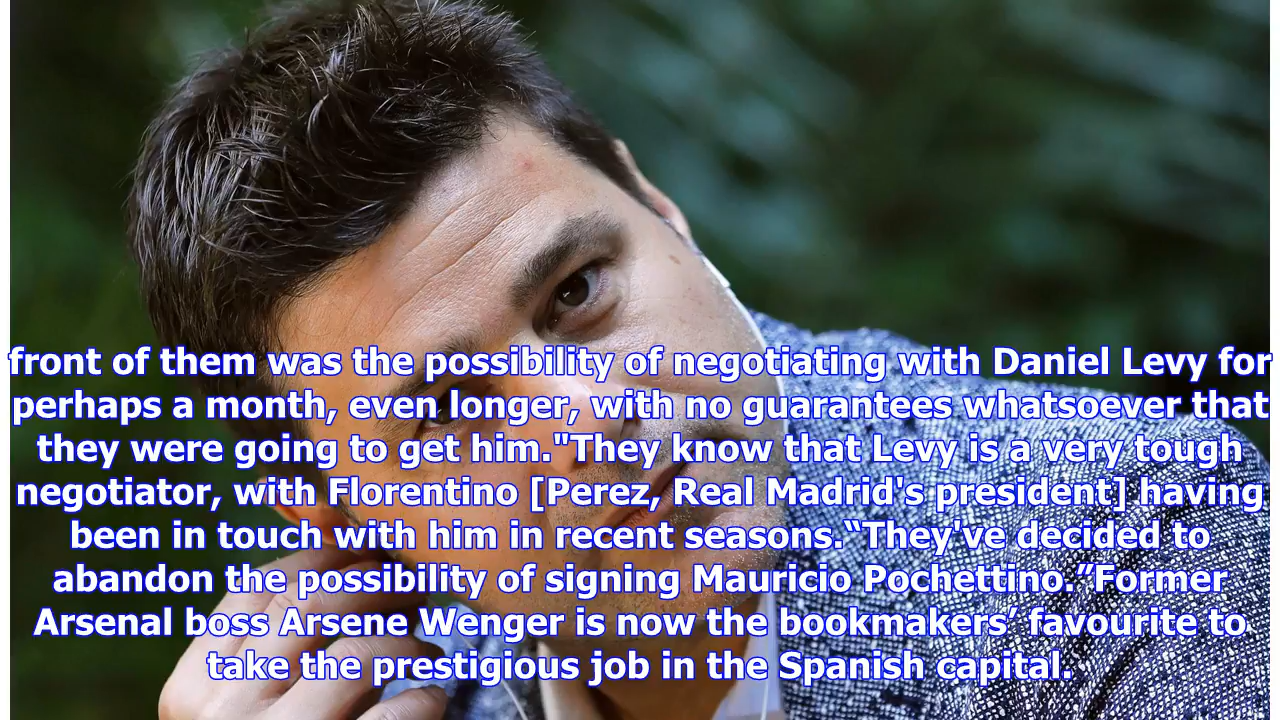 front of them was the possibility of negotiating with Daniel Levy for
perhaps a month, even longer, with no guarantees whatsoever that
they were going to get him."They know that Levy is a very tough
negotiator, with Florentino [Perez, Real Madrid's president] having
been in touch with him in recent seasons.“They've decided to
abandon the possibility of signing Mauricio Pochettino.”Former
Arsenal boss Arsene Wenger is now the bookmakers’ favourite to
take the prestigious job in the Spanish capital.